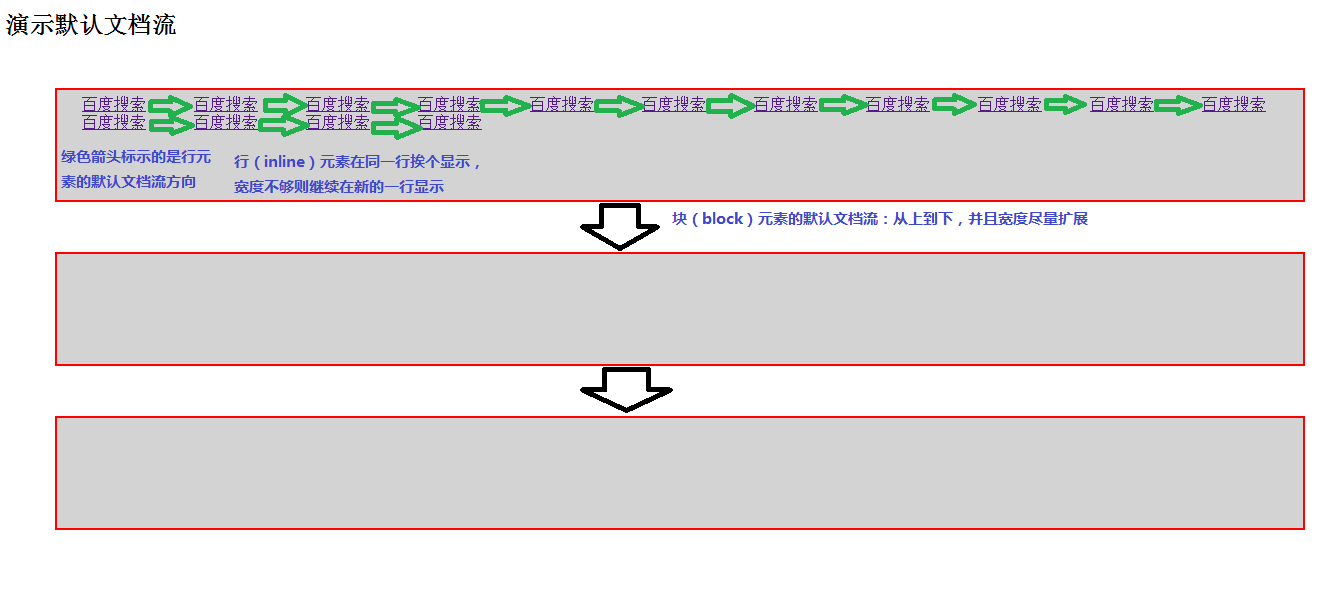 演示默认文档流
百度搜索 百度搜索 百度搜索 百度搜索 百度搜索 百度搜索 百度搜索 百度搜索 百度搜索 百度搜索 百度搜索
百度搜索 百度搜索 百度搜索 百度搜索
绿色箭头标示的是行元
素的默认文档流方向
行（inline）元素在同一行挨个显示，
宽度不够则继续在新的一行显示
块（block）元素的默认文档流：从上到下，并且宽度尽量扩展